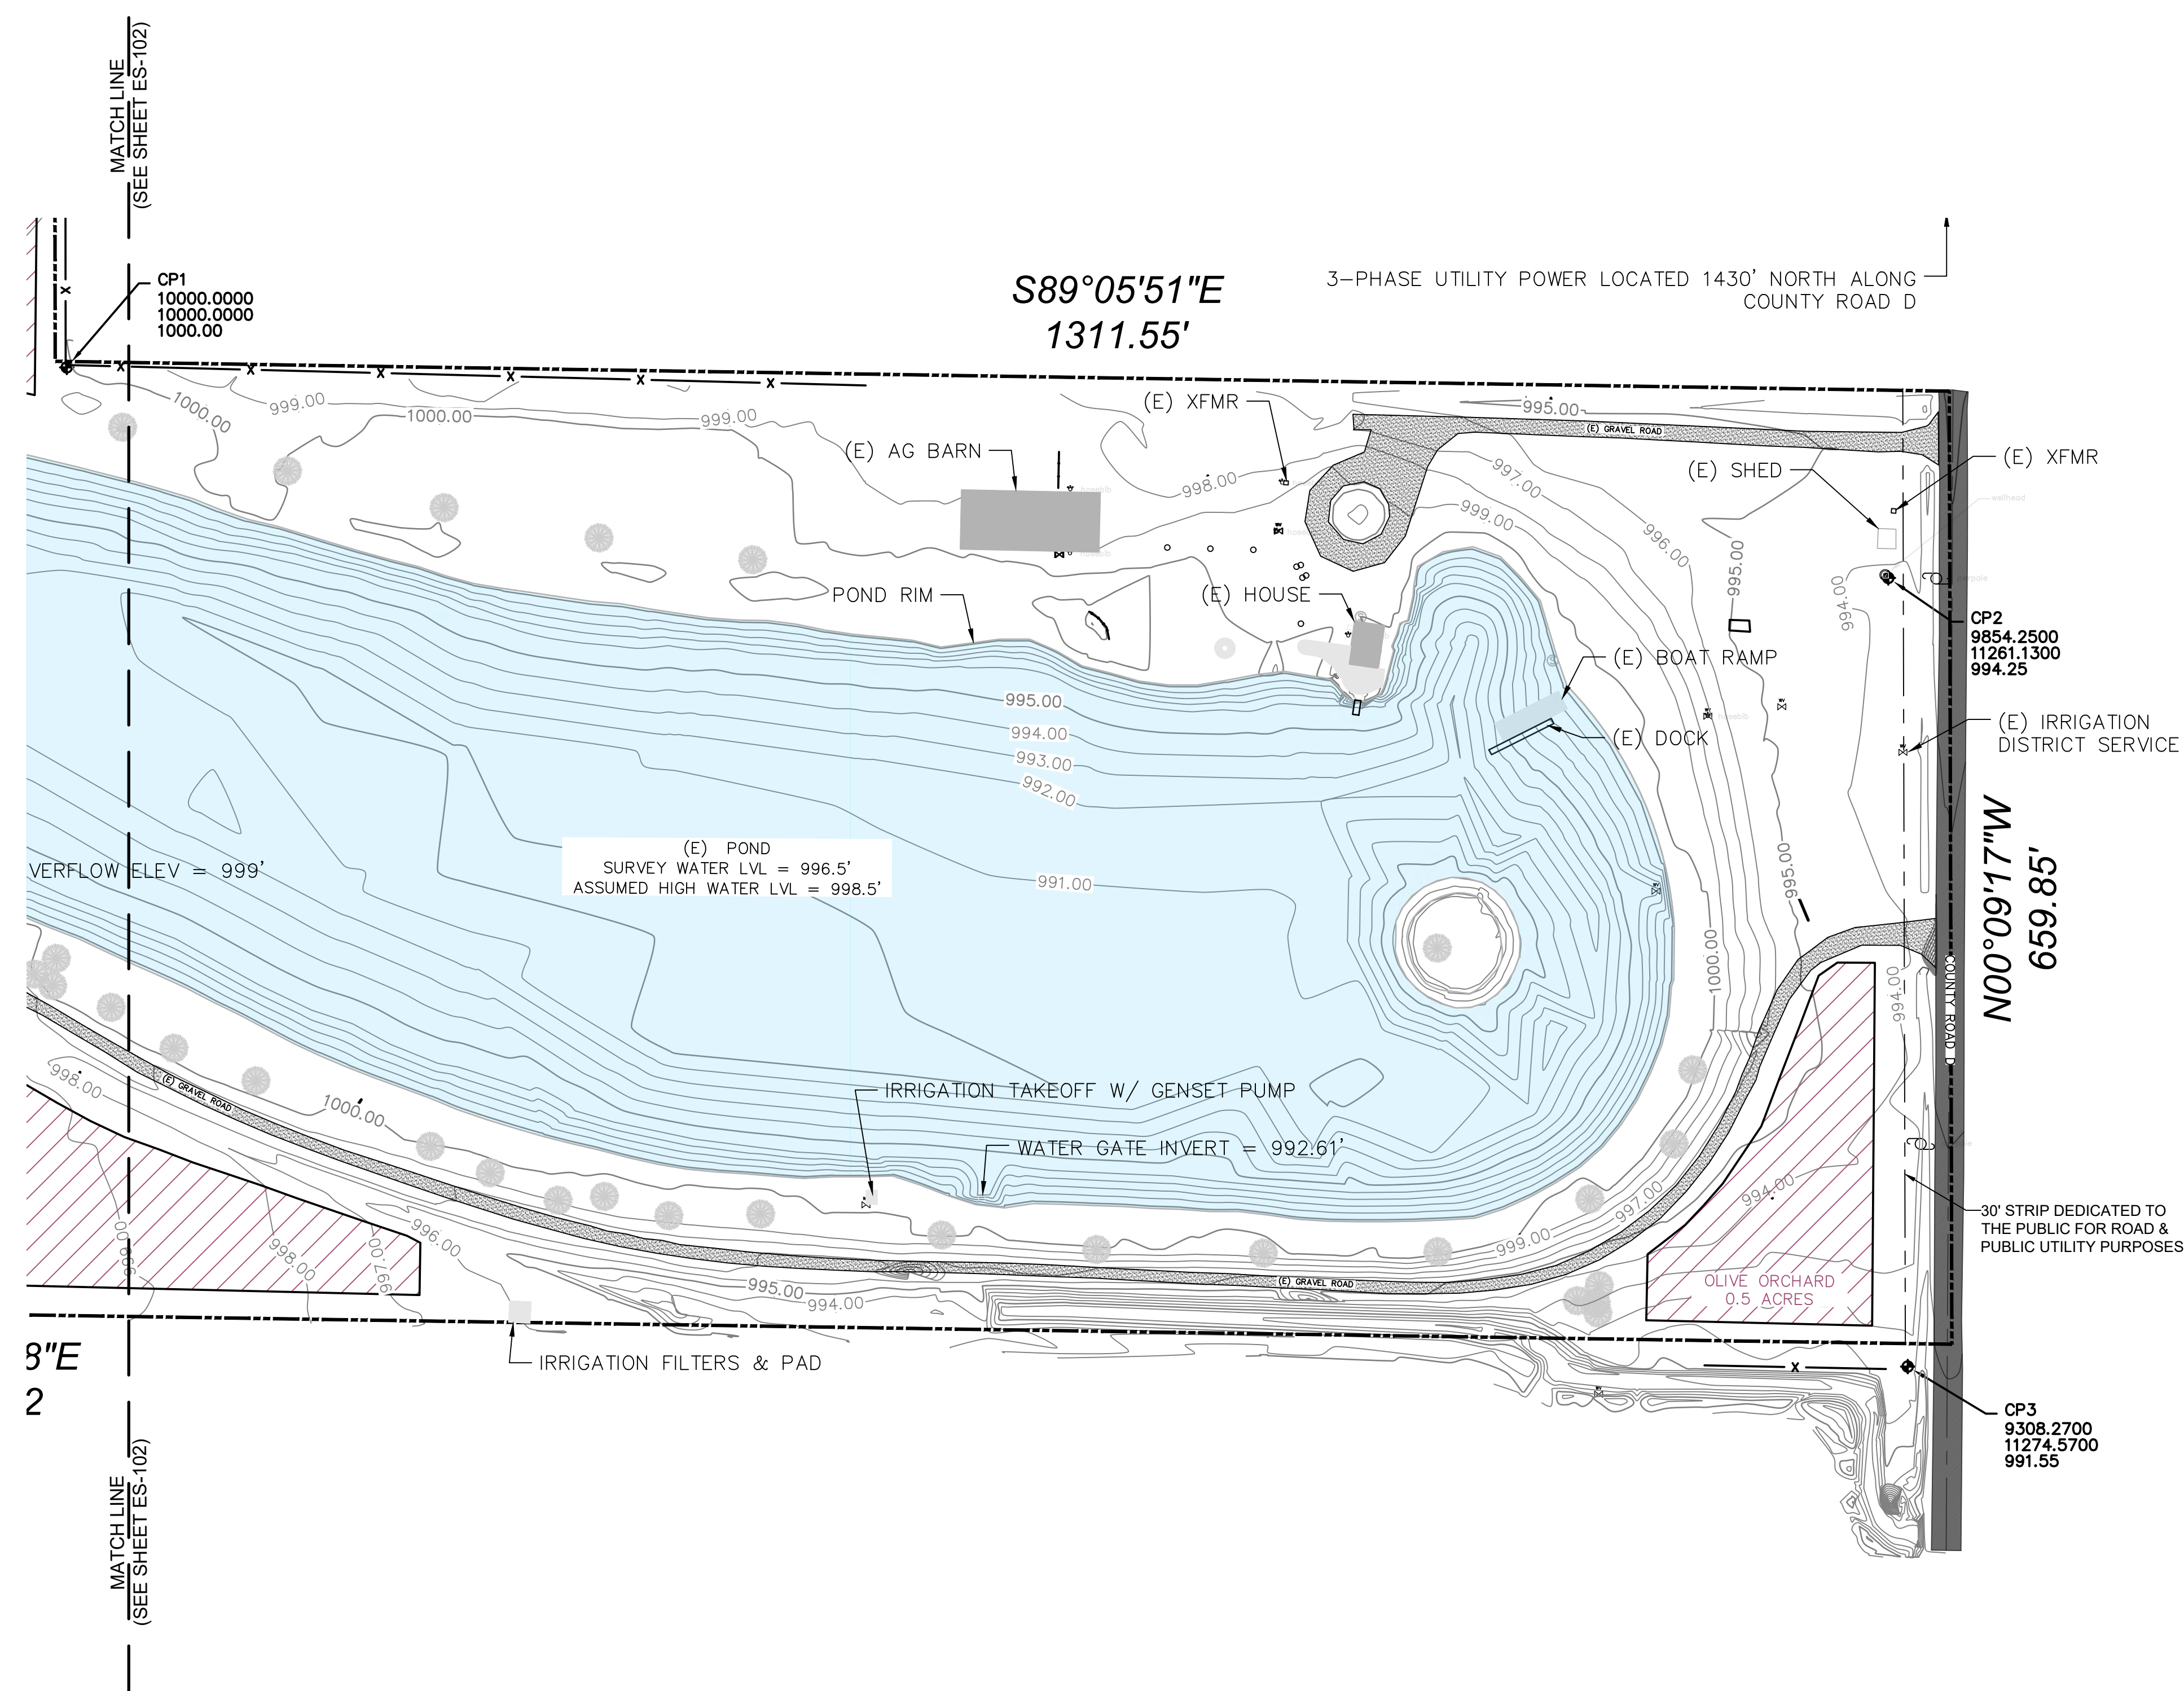 MATCH LINE
(SEE SHEET ES-102)
CP1
10000.0000
10000.0000
1000.00
S89°05'51"E
1311.55'
3-PHASE UTILITY POWER LOCATED 1430' NORTH ALONG
COUNTY ROAD D
X
X
X
X
X
X
X
1000.00
999.00
1000.00
999.00
(E) XFMR
995.00
(E) GRAVEL ROAD
(E) AG BARN
998.00
997.00
(E) SHED
(E) XFMR
hosebib
hosebib
hosebib
wellhead
999.00
996.00
995.00
994.00
POND RIM
(E) HOUSE
CP2
9854.2500
11261.1300
994.25
(E) BOAT RAMP
995.00
994.00
993.00
992.00
hosebib
(E) DOCK
(E) IRRIGATION
DISTRICT SERVICE
N00°09'17"W
659.85'
VERFLOW ELEV = 999'
(E) POND
SURVEY WATER LVL = 996.5'
ASSUMED HIGH WATER LVL = 998.5'
991.00
995.00
1000.00
994.00
COUNTY ROAD D
998.00
(E) GRAVEL ROAD
1000.00
IRRIGATION TAKEOFF W/ GENSET PUMP
WATER GATE INVERT = 992.61'
994.00
997.00
999.00
30' STRIP DEDICATED TO
THE PUBLIC FOR ROAD &
PUBLIC UTILITY PURPOSES
999.00
998.00
997.00
996.00
995.00
994.00
(E) GRAVEL ROAD
OLIVE ORCHARD
0.5 ACRES
8"E
2
IRRIGATION FILTERS & PAD
X
CP3
9308.2700
11274.5700
991.55
MATCH LINE
(SEE SHEET ES-102)